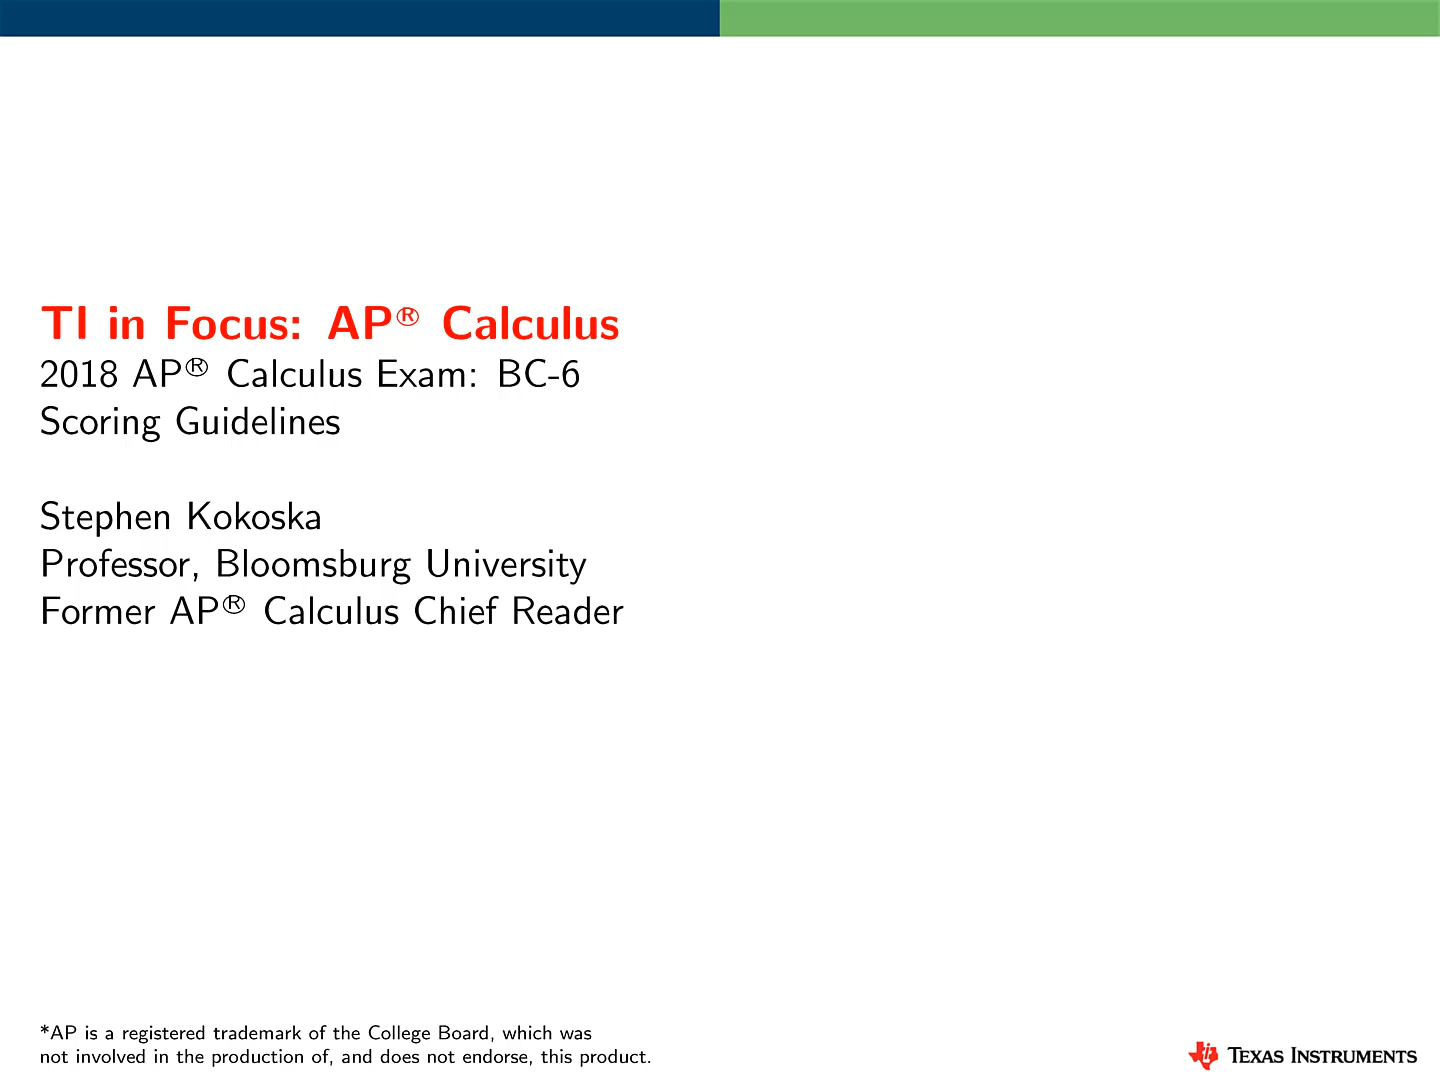 TI in Focus: AP® Calculus
2018 AP® Calculus Exam: BC-6
Scoring Guidelines
Stephen Kokoska
Professor, Bloomsburg University
Former AP® Calculus Chief Reader
*AP is a registered trademark of the College Board, which was
not involved in the production of, and does not endorse, this product.
TEXAS INSTRUMENTS